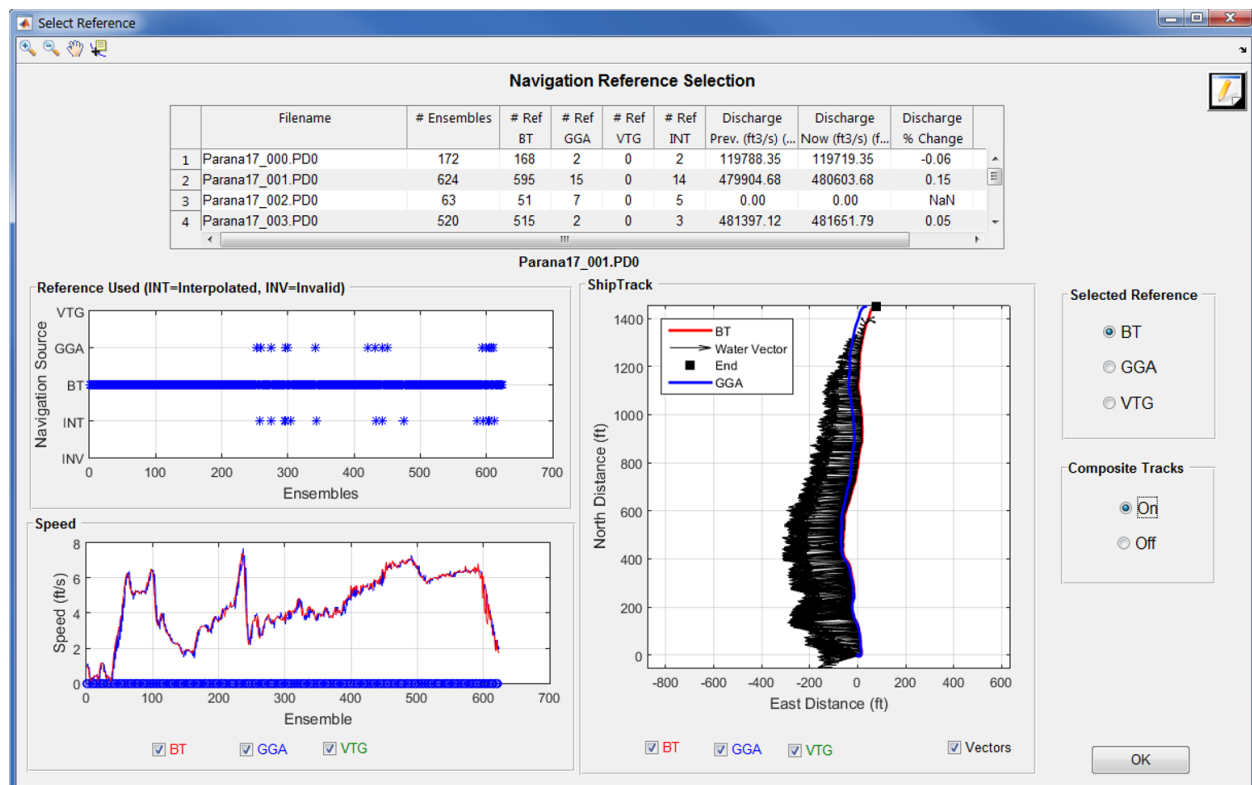 Select Reference
Navigation Reference Selection
Filename # Ensembles # Ref BT # Ref GGA # Ref VTG # Ref INT Discharge Prev. (ft3/s) (... Discharge Now (ft3/s) (f... Discharge % Change
1 Parana17_000.PD0 172 168 2 0 2 119788.35 119719.35 -0.06
2 Parana17_001.PD0 624 595 15 0 14 479904.68 480603.68 0.15
3 Parana17_002.PD0 63 51 7 0 5 0.00 0.00 NaN
4 Parana17_003.PD0 520 515 2 0 3 481397.12 481651.79 0.05
Parana17_001.PD0
Reference Used (INT=Interpolated, INV=Invalid)
Navigation Source
VTG
GGA
BT
INT
INV
0 100 200 300 400 500 600 700
Ensembles
Speed
Speed (ft/s)
8
6
4
2
0
0 100 200 300 400 500 600 700
Ensemble
BT GGA VTG
ShipTrack
North Distance (ft)
1400
1200
1000
800
600
400
200
0
BT
Water Vector
End
GGA
-800 -600 -400 -200 0 200 400 600
East Distance (ft)
BT GGA VTG Vectors
Selected Reference
BT
GGA
VTG
Composite Tracks
On
Off
OK